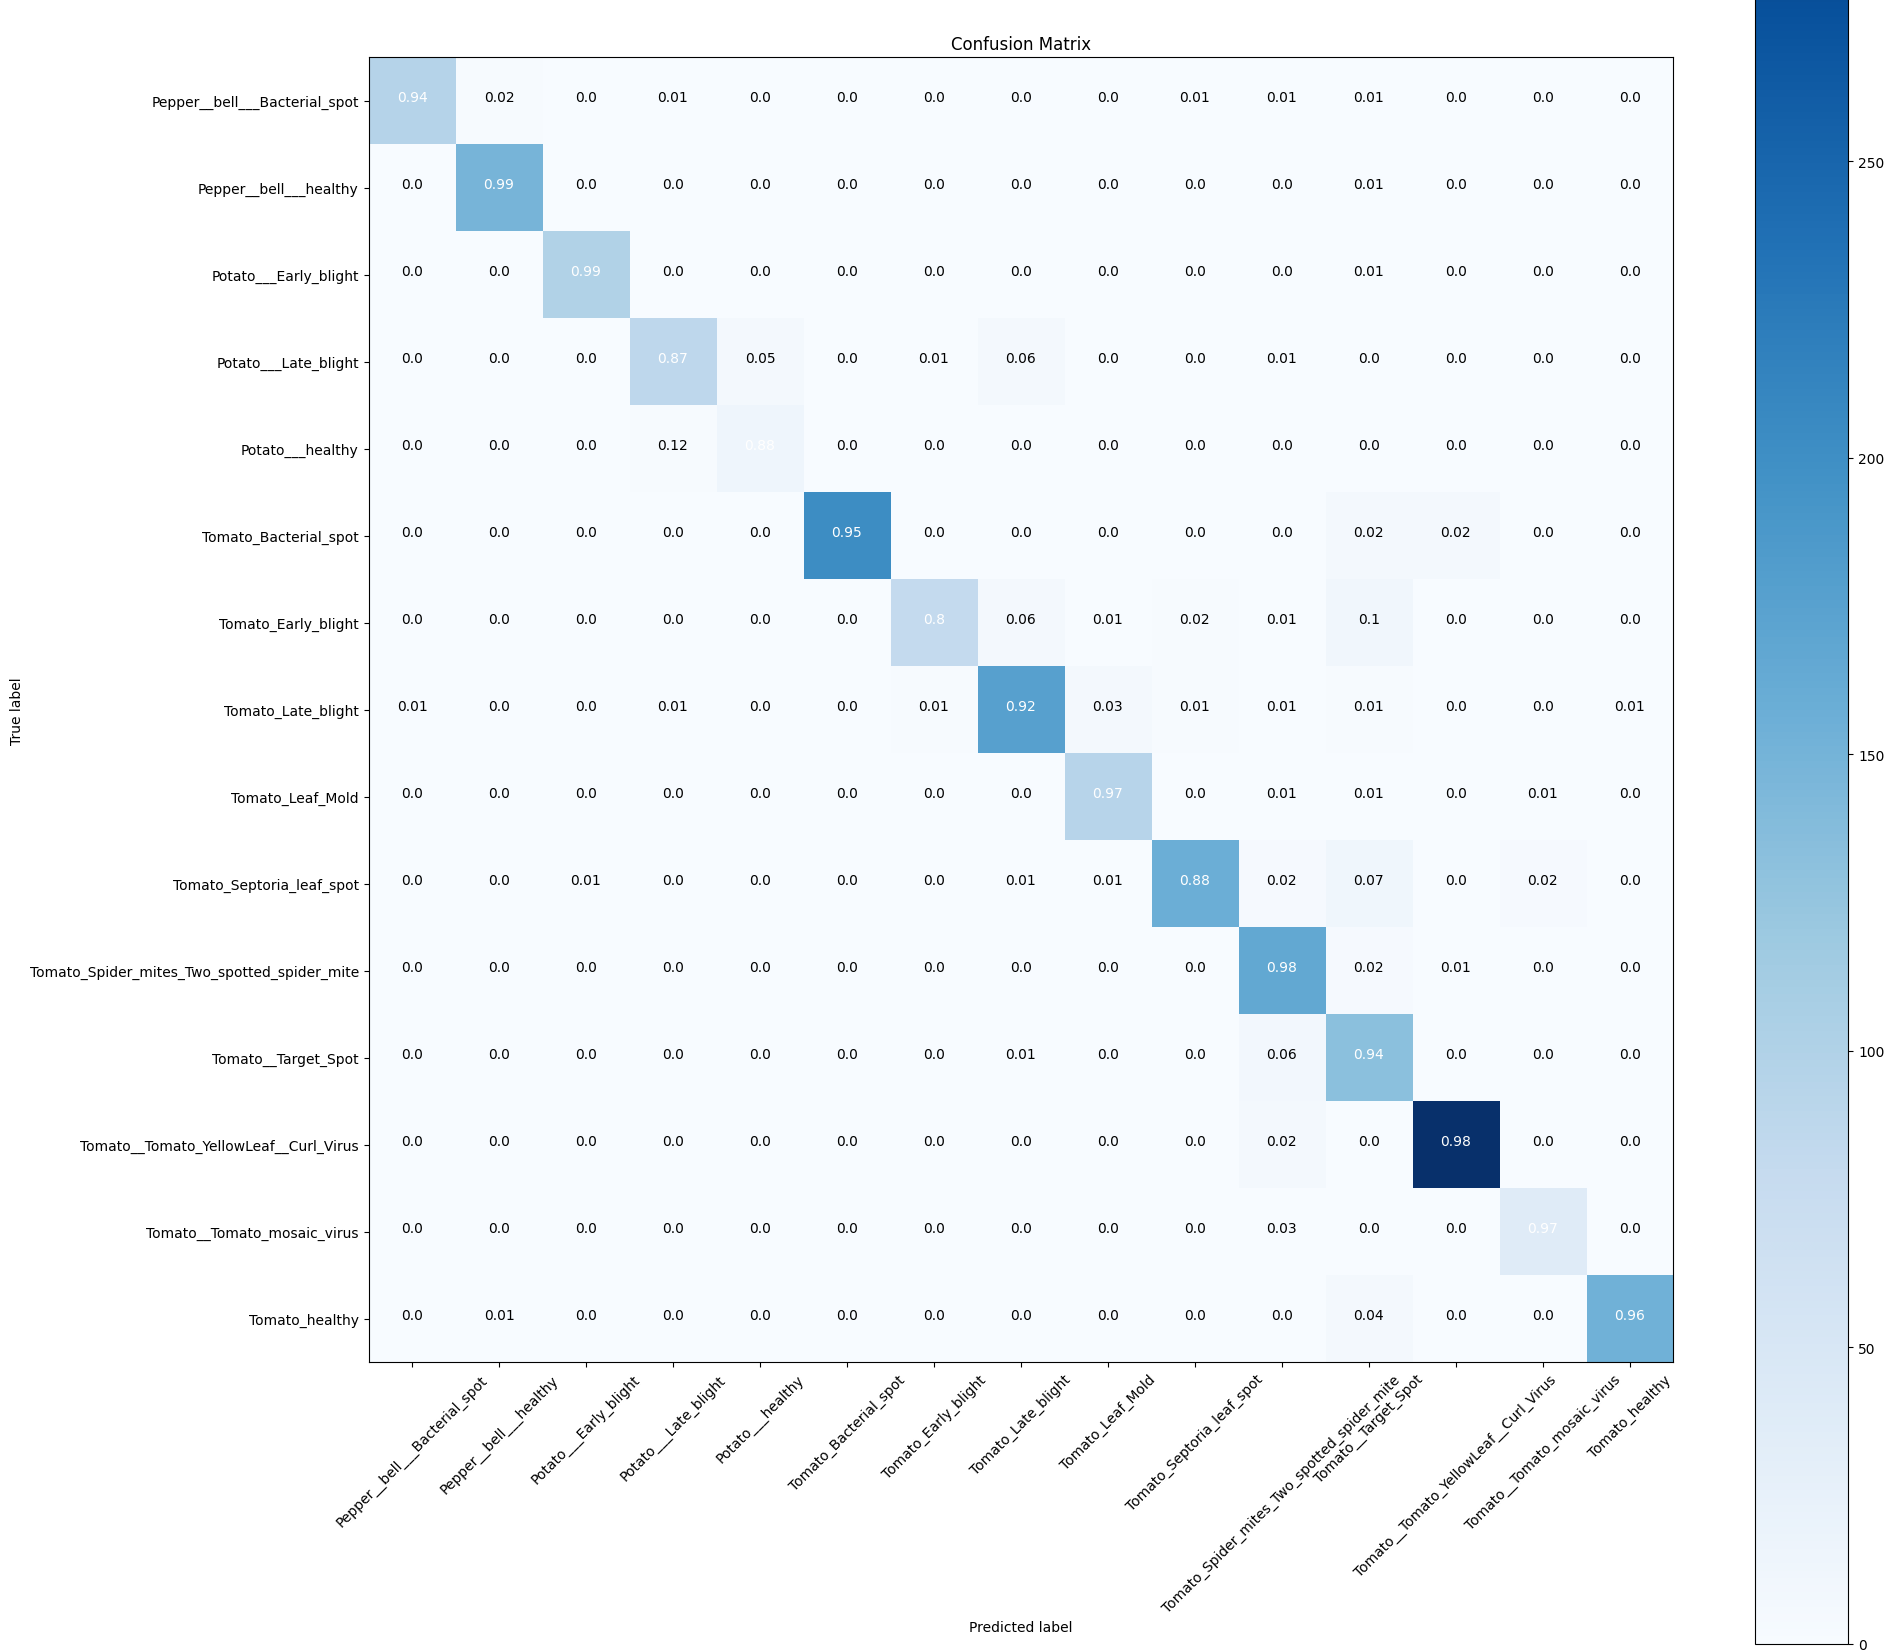 Confusion Matrix
Pepper__bell___Bacterial_spot 0.94 0.02 0.0 0.01 0.0 0.0 0.0 0.0 0.0 0.01 0.01 0.01 0.0 0.0 0.0
Pepper__bell___healthy 0.0 0.99 0.0 0.0 0.0 0.0 0.0 0.0 0.0 0.0 0.0 0.01 0.0 0.0 0.0
Potato___Early_blight 0.0 0.0 0.99 0.0 0.0 0.0 0.0 0.0 0.0 0.0 0.0 0.01 0.0 0.0 0.0
Potato___Late_blight 0.0 0.0 0.0 0.87 0.05 0.0 0.01 0.06 0.0 0.0 0.01 0.0 0.0 0.0 0.0
Potato___healthy 0.0 0.0 0.0 0.12 0.88 0.0 0.0 0.0 0.0 0.0 0.0 0.0 0.0 0.0 0.0
Tomato_Bacterial_spot 0.0 0.0 0.0 0.0 0.0 0.95 0.0 0.0 0.0 0.0 0.0 0.02 0.02 0.0 0.0
Tomato_Early_blight 0.0 0.0 0.0 0.0 0.0 0.0 0.8 0.06 0.01 0.02 0.01 0.1 0.0 0.0 0.0
Tomato_Late_blight 0.01 0.0 0.0 0.01 0.0 0.0 0.01 0.92 0.03 0.01 0.01 0.01 0.0 0.0 0.01
Tomato_Leaf_Mold 0.0 0.0 0.0 0.0 0.0 0.0 0.0 0.0 0.97 0.0 0.01 0.01 0.0 0.01 0.0
Tomato_Septoria_leaf_spot 0.0 0.0 0.01 0.0 0.0 0.0 0.0 0.01 0.01 0.88 0.02 0.07 0.0 0.02 0.0
Tomato_Spider_mites_Two_spotted_spider_mite 0.0 0.0 0.0 0.0 0.0 0.0 0.0 0.0 0.0 0.0 0.98 0.02 0.01 0.0 0.0
Tomato__Target_Spot 0.0 0.0 0.0 0.0 0.0 0.0 0.0 0.01 0.0 0.0 0.06 0.94 0.0 0.0 0.0
Tomato__Tomato_YellowLeaf__Curl_Virus 0.0 0.0 0.0 0.0 0.0 0.0 0.0 0.0 0.0 0.0 0.02 0.0 0.98 0.0 0.0
Tomato__Tomato_mosaic_virus 0.0 0.0 0.0 0.0 0.0 0.0 0.0 0.0 0.0 0.0 0.03 0.0 0.0 0.97 0.0
Tomato_healthy 0.0 0.01 0.0 0.0 0.0 0.0 0.0 0.0 0.0 0.0 0.0 0.04 0.0 0.0 0.96
True label
Pepper__bell___Bacterial_spot
Pepper__bell___healthy
Potato___Early_blight
Potato___Late_blight
Potato___healthy
Tomato_Bacterial_spot
Tomato_Early_blight
Tomato_Late_blight
Tomato_Leaf_Mold
Tomato_Septoria_leaf_spot
Tomato_Spider_mites_Two_spotted_spider_mite
Tomato__Target_Spot
Tomato__Tomato_YellowLeaf__Curl_Virus
Tomato__Tomato_mosaic_virus
Tomato_healthy
Predicted label
250
200
150
100
50
0